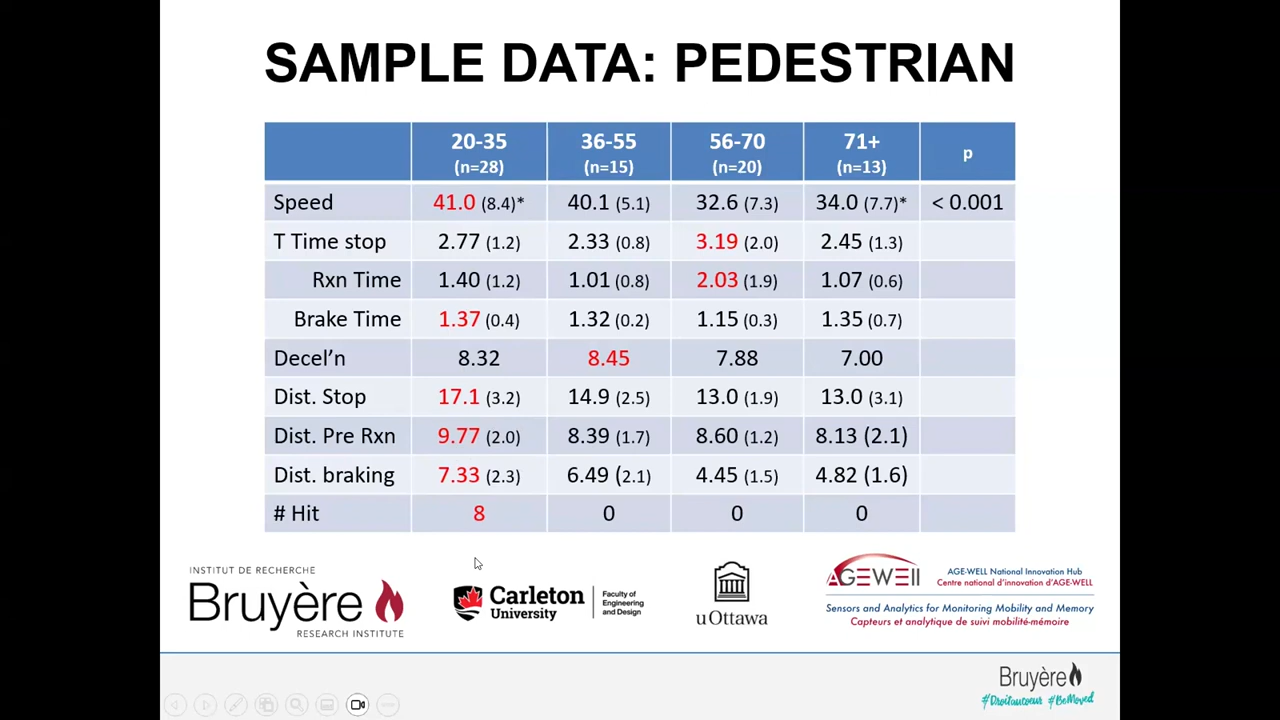 SAMPLE DATA: PEDESTRIAN
20-35 36-55 56-70 71+ p
(n=28) (n=15) (n=20) (n=13)
Speed 41.0 (8.4)* 40.1 (5.1) 32.6 (7.3) 34.0 (7.7)* < 0.001
T Time stop 2.77 (1.2) 2.33 (0.8) 3.19 (2.0) 2.45 (1.3)
Rxn Time 1.40 (1.2) 1.01 (0.8) 2.03 (1.9) 1.07 (0.6)
Brake Time 1.37 (0.4) 1.32 (0.2) 1.15 (0.3) 1.35 (0.7)
Decel’n 8.32 8.45 7.88 7.00
Dist. Stop 17.1 (3.2) 14.9 (2.5) 13.0 (1.9) 13.0 (3.1)
Dist. Pre Rxn 9.77 (2.0) 8.39 (1.7) 8.60 (1.2) 8.13 (2.1)
Dist. braking 7.33 (2.3) 6.49 (2.1) 4.45 (1.5) 4.82 (1.6)
# Hit 8 0 0 0
INSTITUT DE RECHERCHE
Bruyère
RESEARCH INSTITUTE
Carleton
University
Faculty of
Engineering
and Design
uOttawa
AGEWELL
AGE-WELL National Innovation Hub
Centre national d'innovation d'AGE-WELL
Sensors and Analytics for Monitoring Mobility and Memory
Capteurs et analytique de suivi mobilité-mémoire
Bruyère
#Droitaucoeur #BeMoved